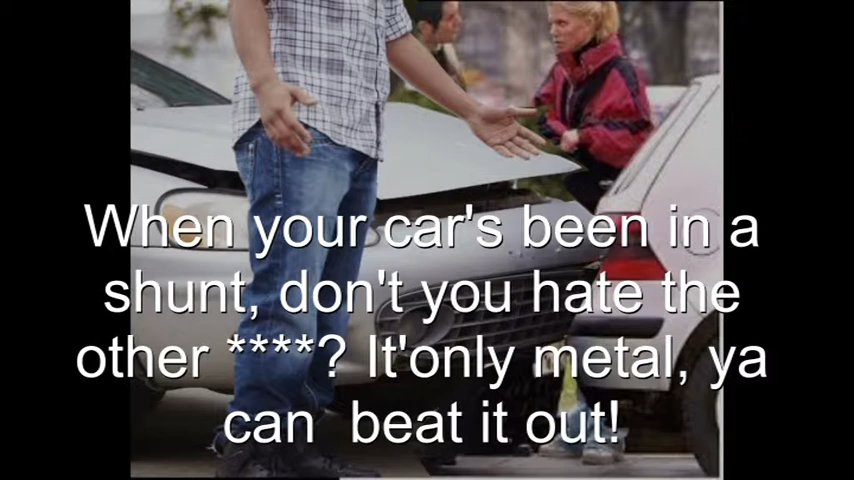 When your car's been in a
shunt, don't you hate the
other ****? It'only metal, ya
can  beat it out!